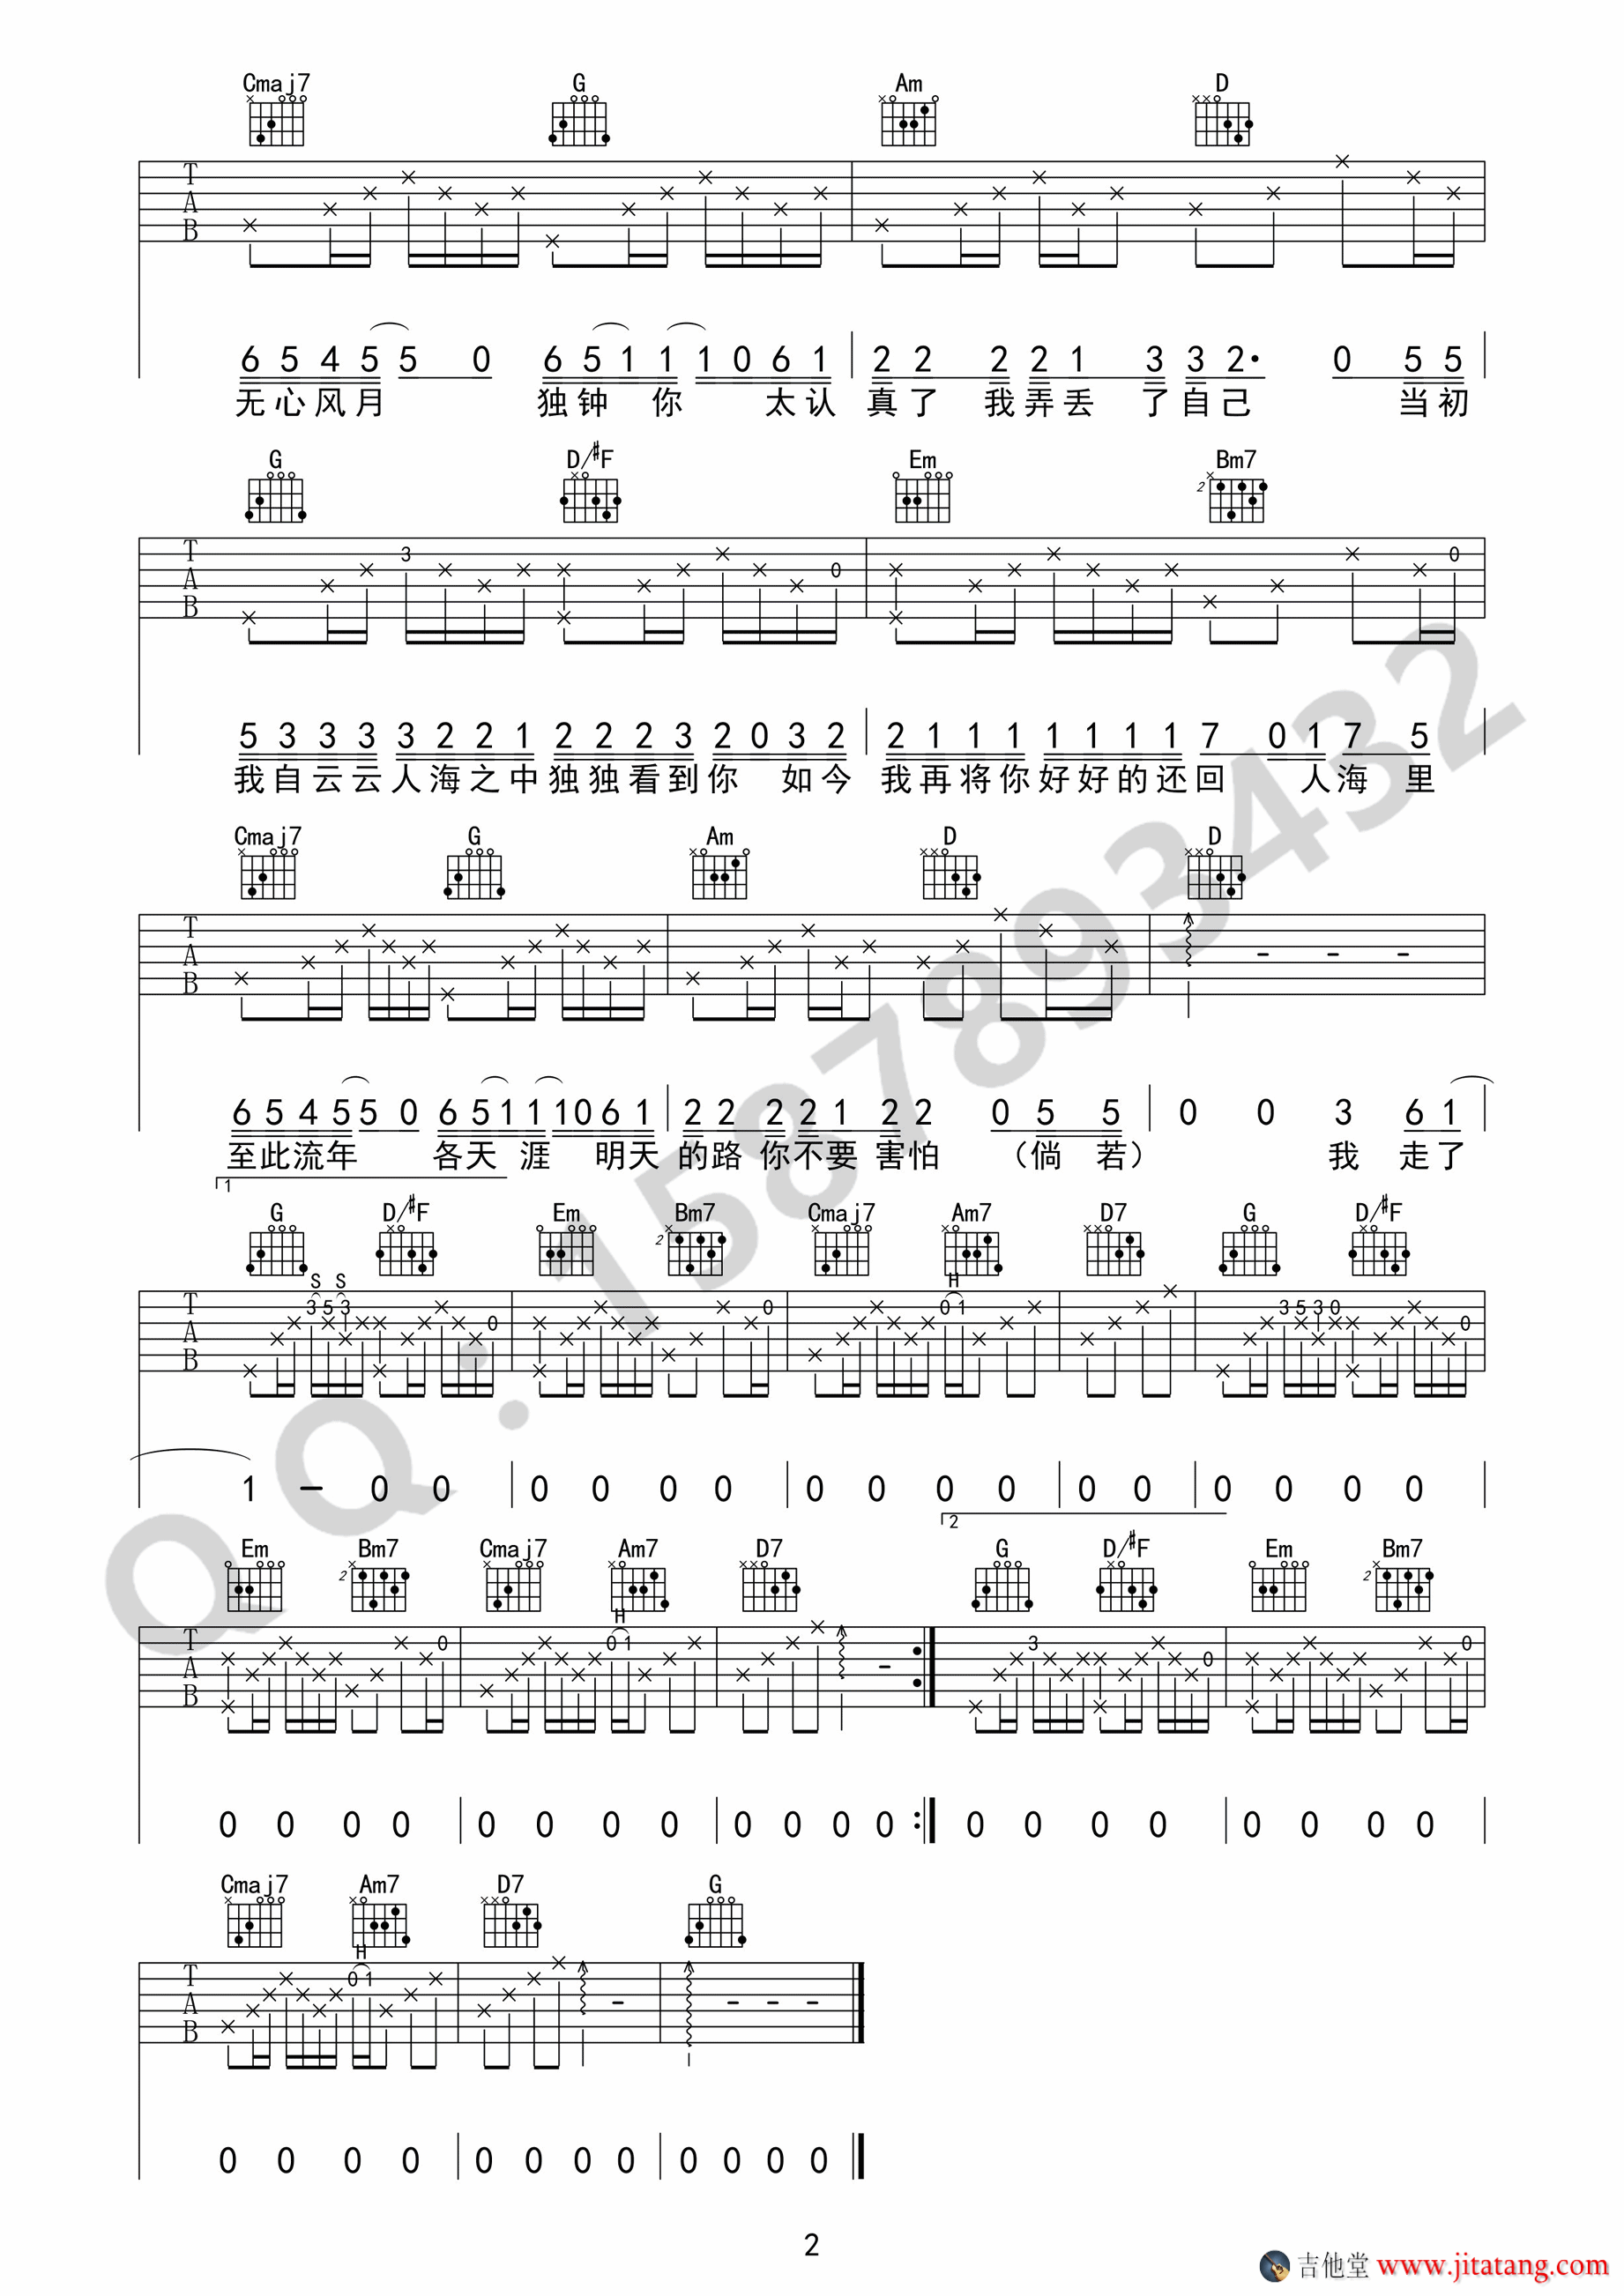 Cmaj7 G Am D
T
A
B
6 5 4 5 5 0 6 5 1 1 1 0 6 1 2 2 2 2 1 3 3 2· 0 5 5
无心风月 独钟 你 太认 真了 我弄丢 了自己 当初
G D/#F Em Bm7
2
T 3 0
A 0
B
5 3 3 3 3 2 2 1 2 2 2 3 2 0 3 2 2 1 1 1 1 1 1 1 7 0 1 7 5
我自云云人海之中独独看到你 如今 我再将你好好的还回 人海 里
Cmaj7 G Am D D
T
A
B
6 5 4 5 5 0 6 5 1 1 1 0 6 1 2 2 2 2 1 2 2 0 5 5 0 0 3 6 1
至此流年 各天 涯 明天 的路 你不要 害怕 （倘 若） 我 走了
1
G D/#F Em Bm7 Cmaj7 Am7 D7 G D/#F
2
S S H
T 3 5 3 0 0 1 3 5 3 0
A 0 0
B
1 - 0 0 0 0 0 0 0 0 0 0 0 0 0 0 0 0
2
Em Bm7 Cmaj7 Am7 D7 G D/#F Em Bm7
2 2
H
T 0 0 1 3 0
A 0
B
0 0 0 0 0 0 0 0 0 0 0 0 0 0 0 0 0 0 0 0
Cmaj7 Am7 D7 G
H
T 0 1
A
B
0 0 0 0 0 0 0 0 0 0 0 0
QQ:1587893432
2
吉他堂 www.jitatang.com